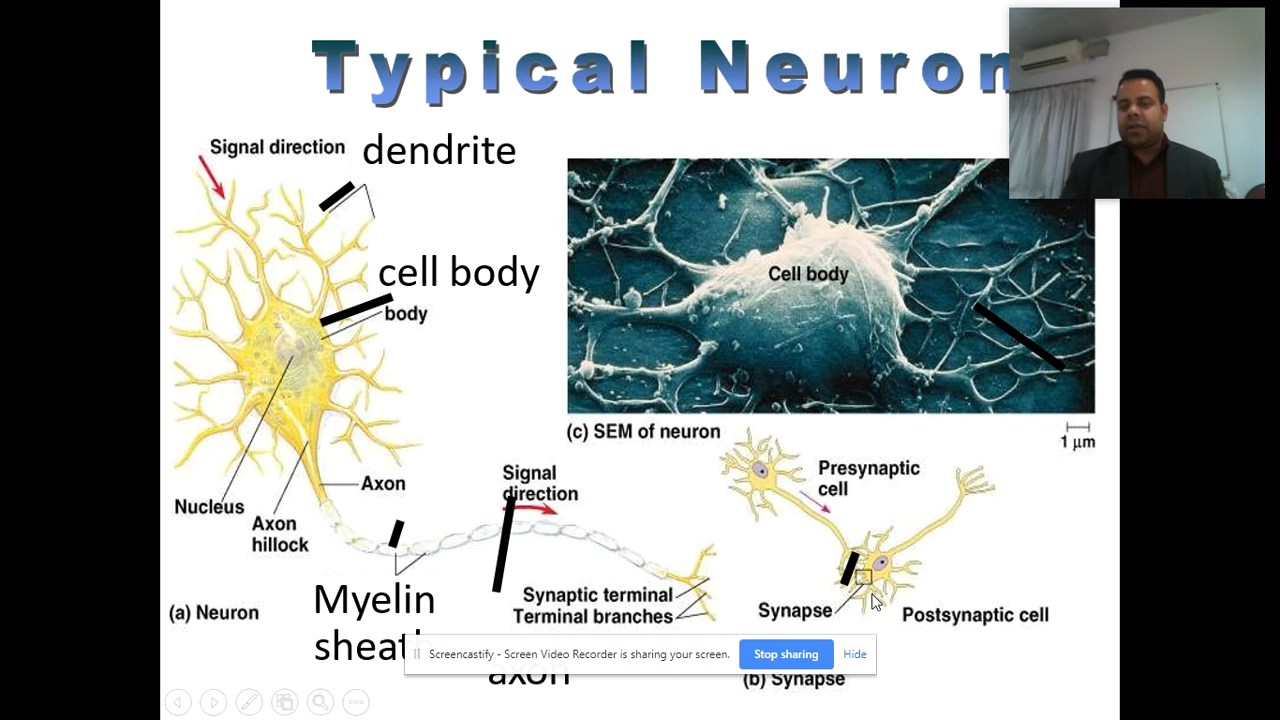 Typical Neuron
Signal direction
dendrite
cell body
body
Cell body
(c) SEM of neuron
1 µm
Nucleus
Axon
hillock
Axon
Signal
direction
Presynaptic
cell
Myelin
sheath
axon
Synaptic terminal
Terminal branches
Synapse
Postsynaptic cell
(a) Neuron
(b) Synapse
Screencastify - Screen Video Recorder is sharing your screen.
Stop sharing
Hide